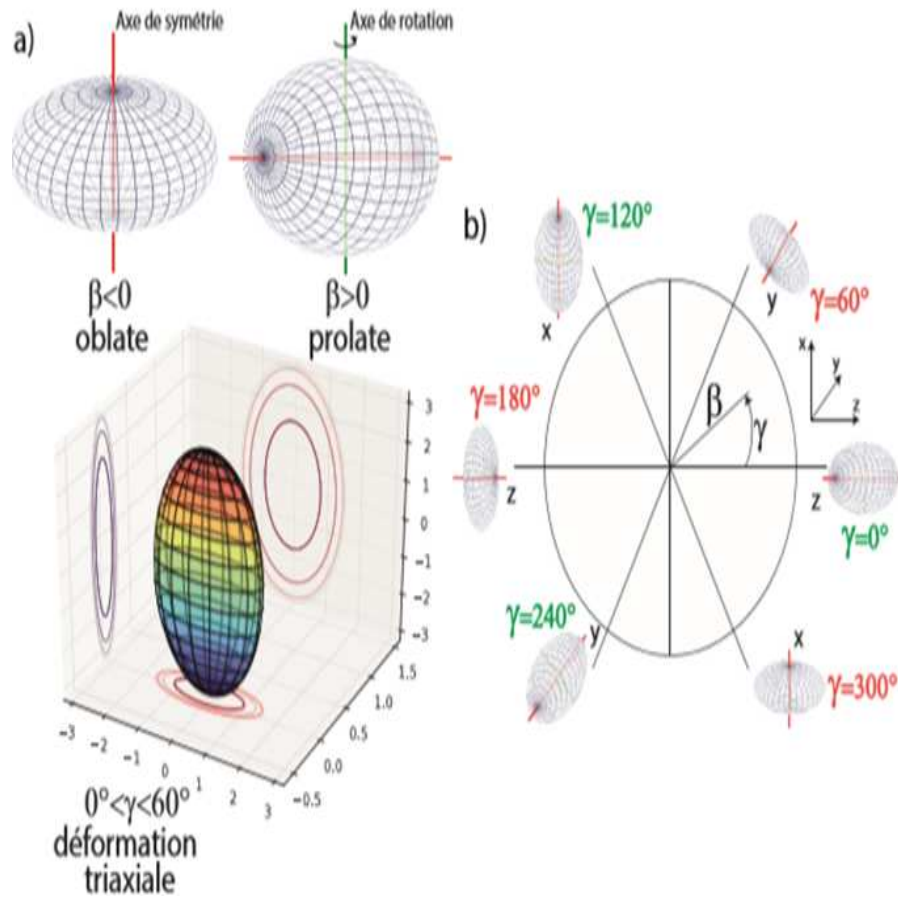 a)
Axe de symétrie
Axe de rotation
β<0
oblate
β>0
prolate
3
2
1
0
−1
−2
−3
1.5
1.0
0.5
0.0
−0.5
−3
−2
−1
0
1
2
3
0°<γ<60°
déformation
triaxiale
b)
γ=120°
x
γ=60°
y
x
y
z
γ=180°
z
β
γ
z
γ=0°
γ=240°
y
x
γ=300°